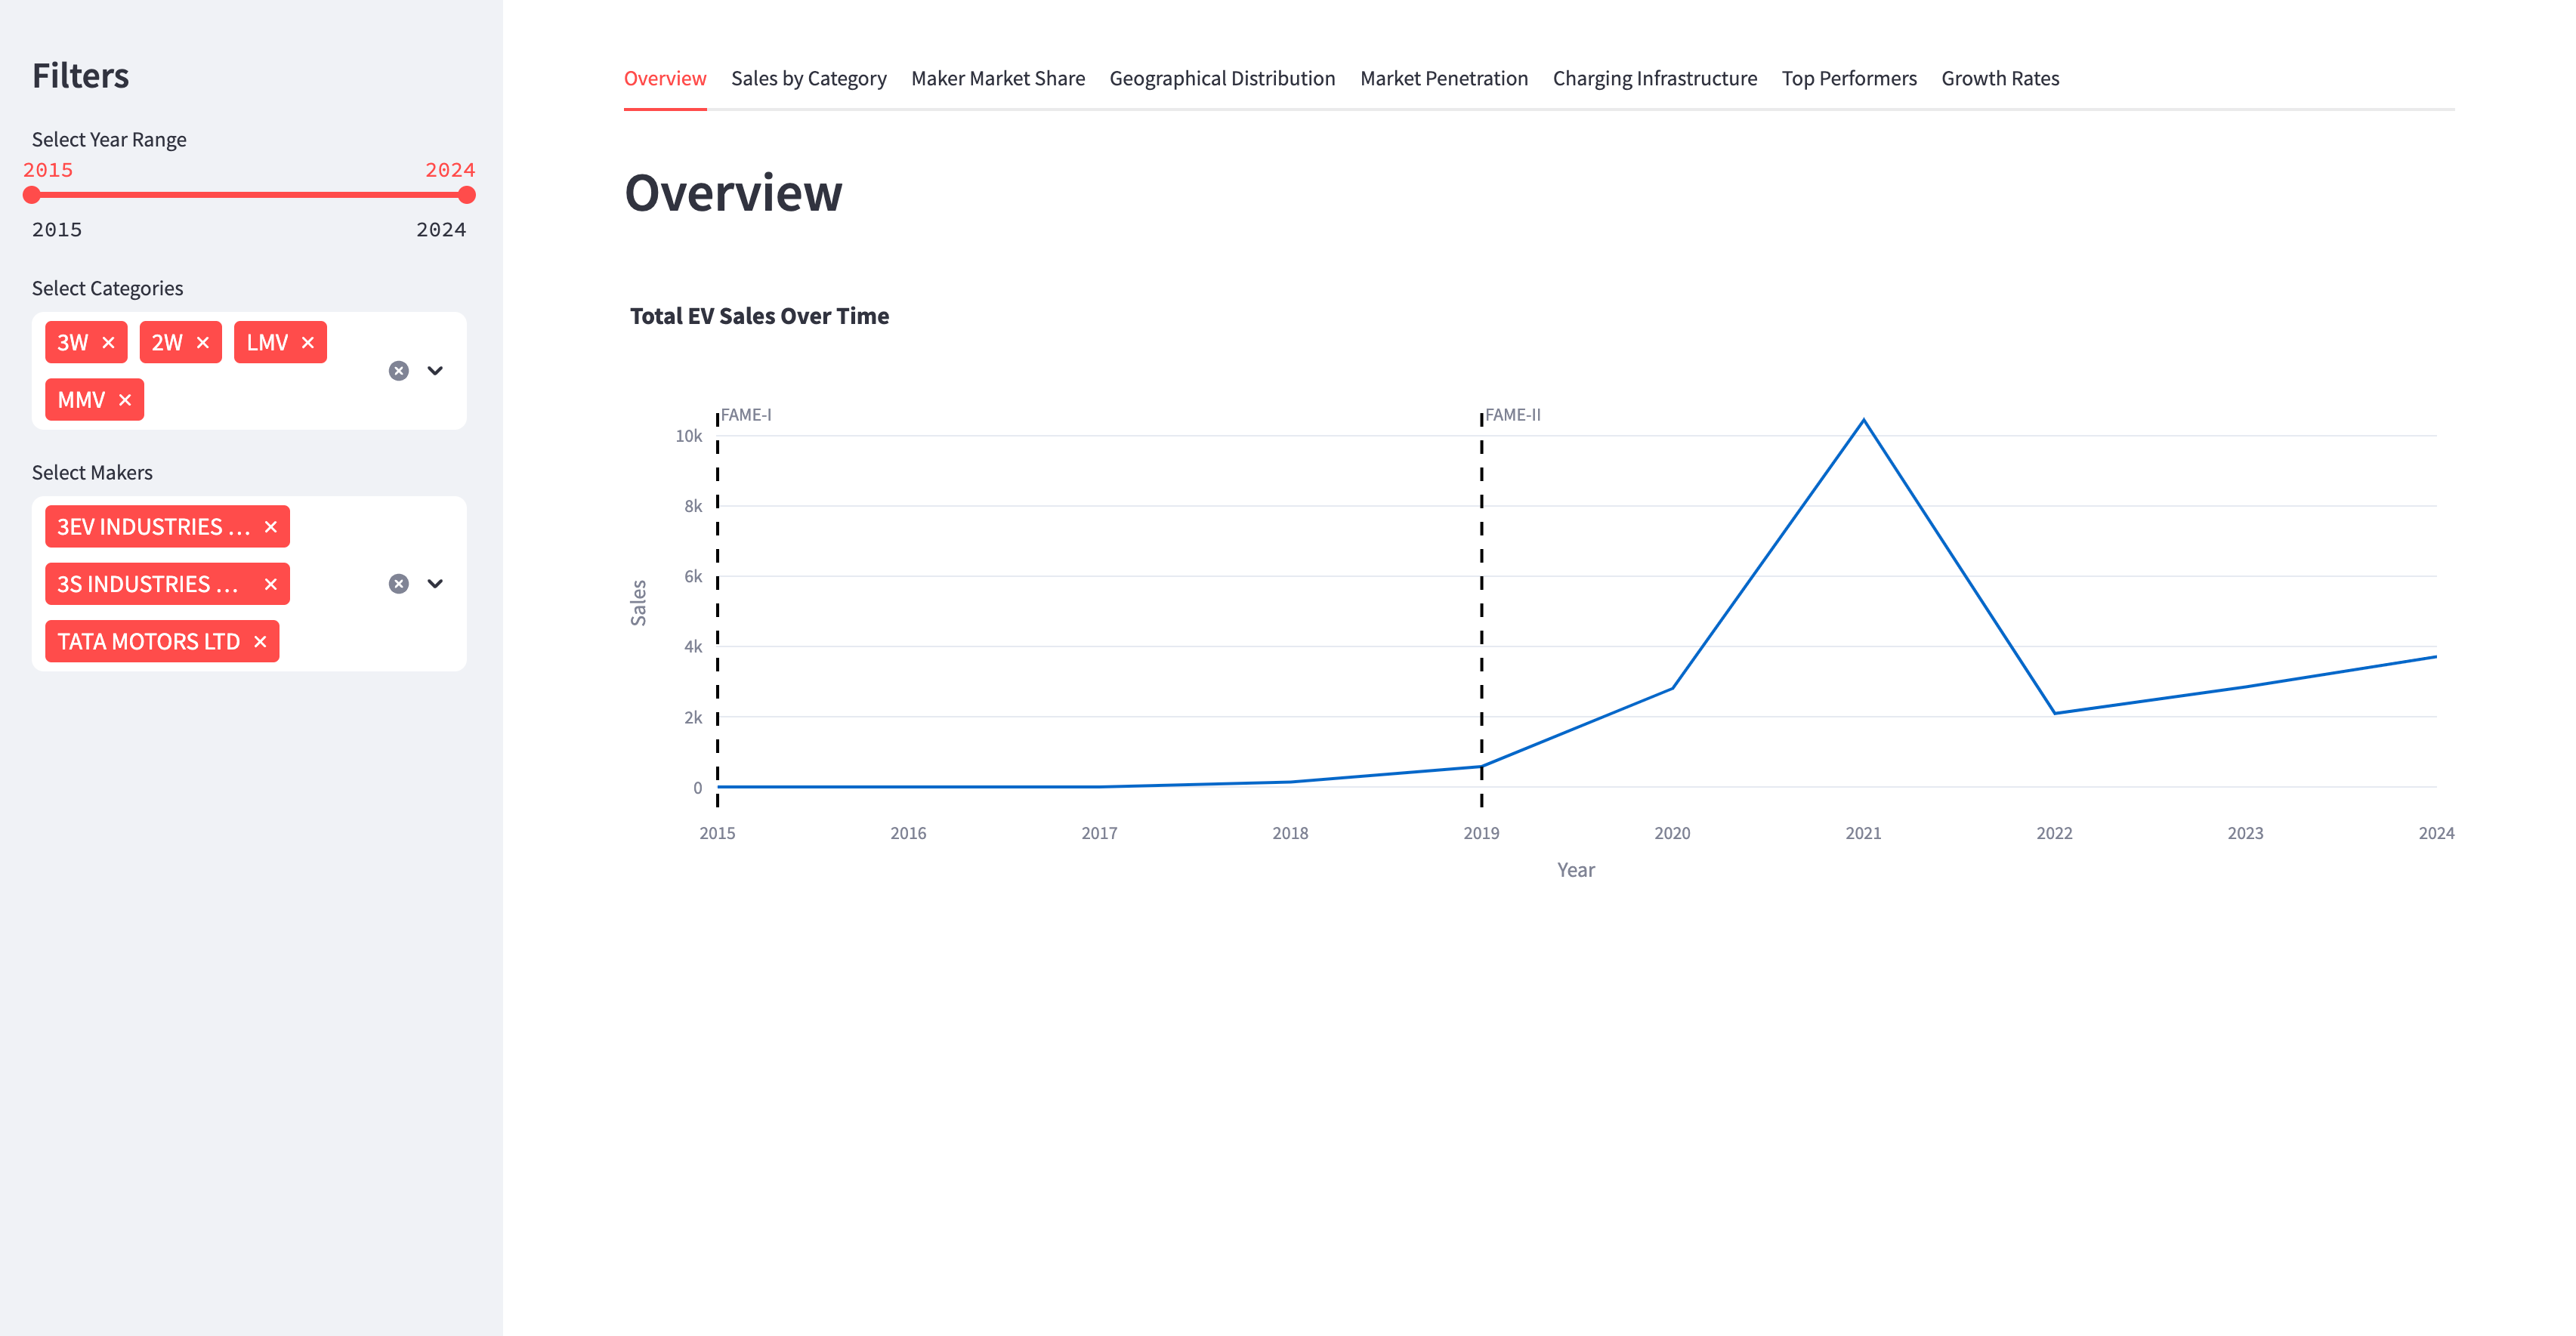 Filters
Select Year Range
2015 2024
2015 2024
Select Categories
3W 2W LMV
MMV
Select Makers
3EV INDUSTRIES ...
3S INDUSTRIES ...
TATA MOTORS LTD
Overview Sales by Category Maker Market Share Geographical Distribution Market Penetration Charging Infrastructure Top Performers Growth Rates
Overview
Total EV Sales Over Time
FAME-I FAME-II
10k
8k
6k
4k
2k
0
Sales
2015 2016 2017 2018 2019 2020 2021 2022 2023 2024
Year